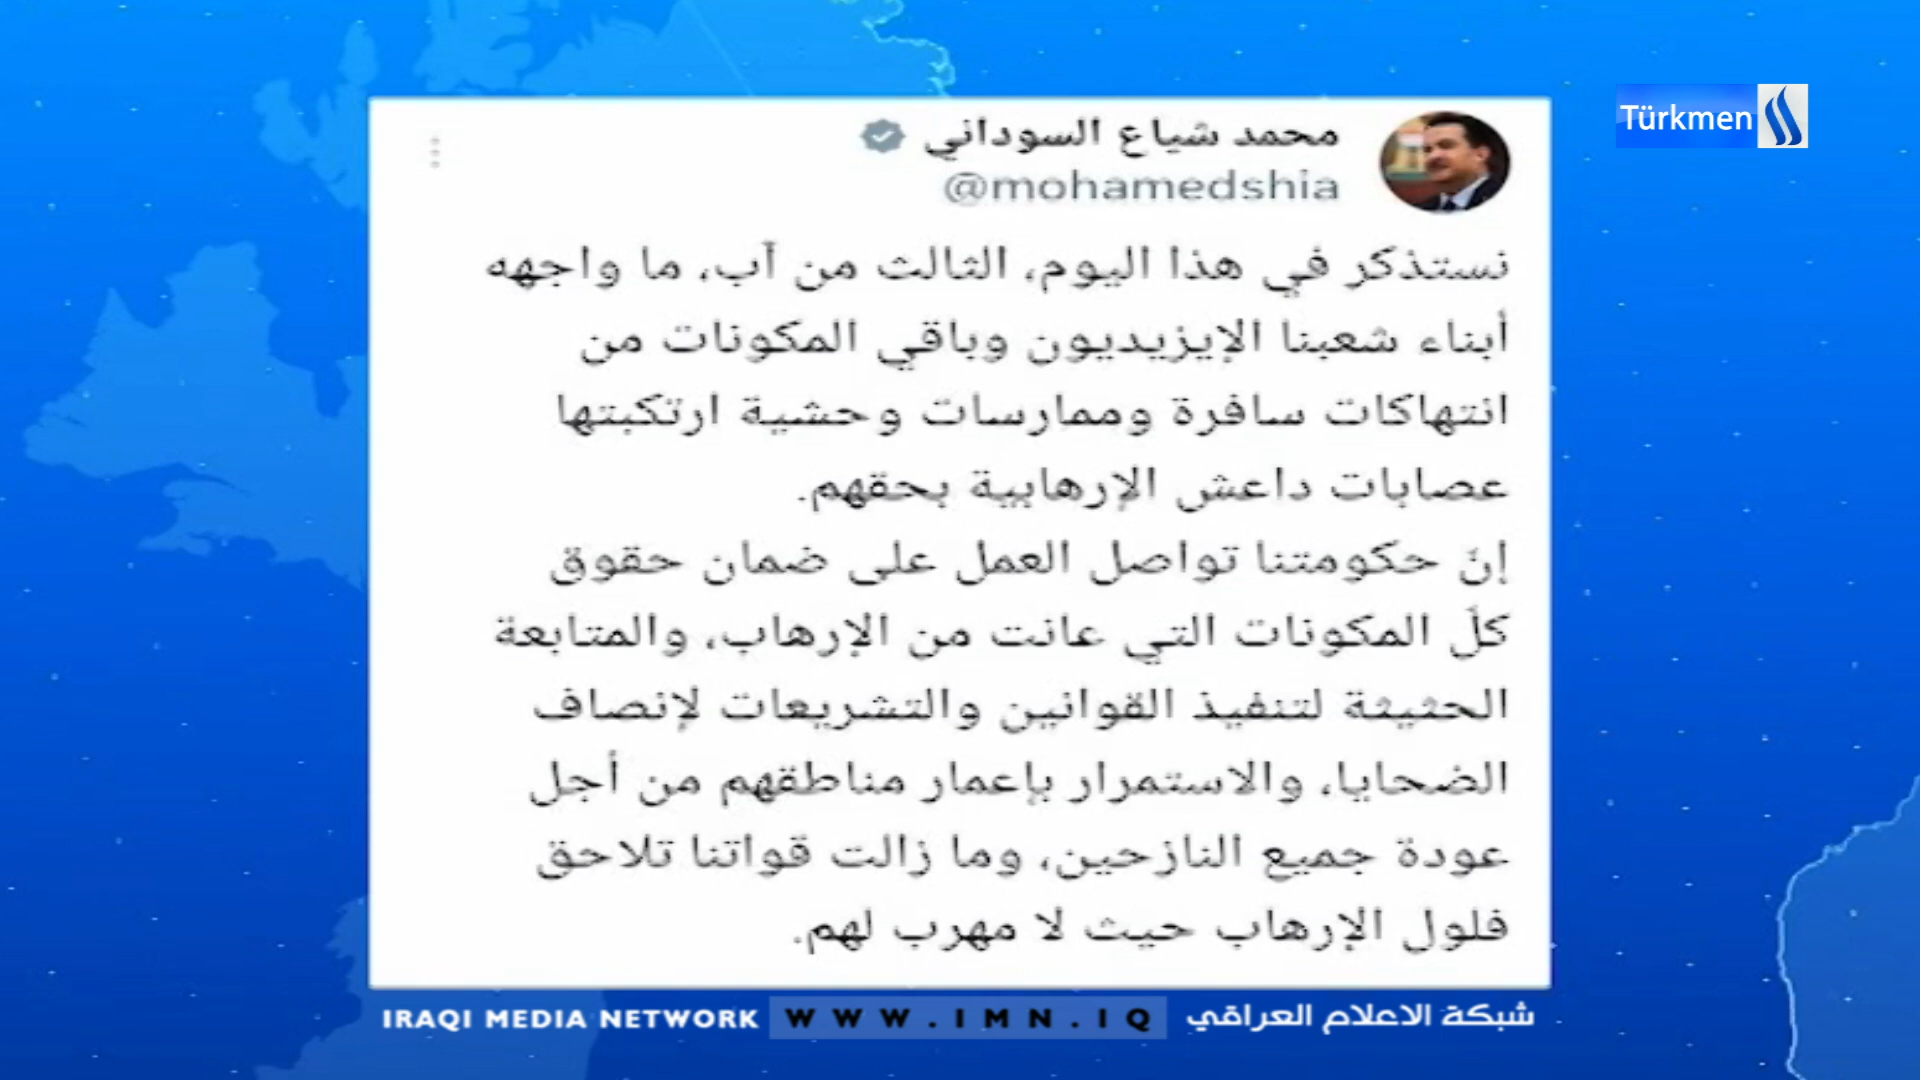 Türkmen
محمد شياع السوداني
@mohamedshia
نستذكر في هذا اليوم، الثالث من آب، ما واجهه
أبناء شعبنا الإيزيديون وباقي المكونات من
انتهاكات سافرة وممارسات وحشية ارتكبتها
عصابات داعش الإرهابية بحقهم.
إنّ حكومتنا تواصل العمل على ضمان حقوق
كلّ المكونات التي عانت من الإرهاب، والمتابعة
الحثيثة لتنفيذ القوانين والتشريعات لإنصاف
الضحايا، والاستمرار بإعمار مناطقهم من أجل
عودة جميع النازحين، وما زالت قواتنا تلاحق
فلول الإرهاب حيث لا مهرب لهم.
IRAQI MEDIA NETWORK WWW.IMN.IQ شبكة الاعلام العراقي